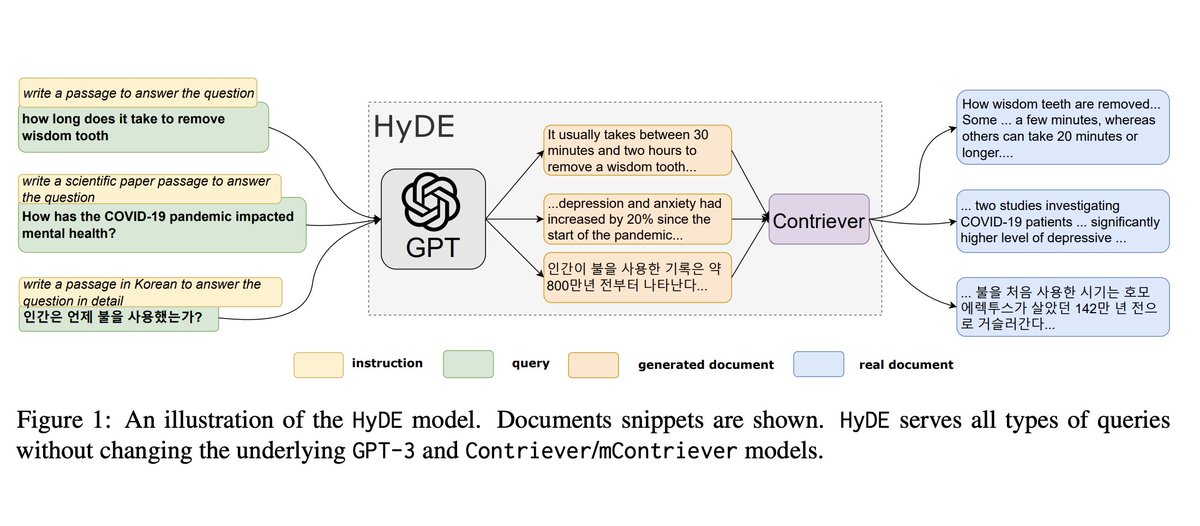 write a passage to answer the question
how long does it take to remove
wisdom tooth
write a scientific paper passage to answer
the question
How has the COVID-19 pandemic impacted
mental health?
write a passage in Korean to answer the
question in detail
인간은 언제 불을 사용했는가?
HyDE
GPT
It usually takes between 30
minutes and two hours to
remove a wisdom tooth...
...depression and anxiety had
increased by 20% since the
start of the pandemic...
인간이 불을 사용한 기록은 약
800만년 전부터 나타난다...
Contriever
How wisdom teeth are removed...
Some ... a few minutes, whereas
others can take 20 minutes or
longer....
... two studies investigating
COVID-19 patients ... significantly
higher level of depressive ...
... 불을 처음 사용한 시기는 호모
에렉투스가 살았던 142만 년 전으
로 거슬러간다...
instruction
query
generated document
real document
Figure 1: An illustration of the HyDE model. Documents snippets are shown. HyDE serves all types of queries
without changing the underlying GPT-3 and Contriever/mContriever models.